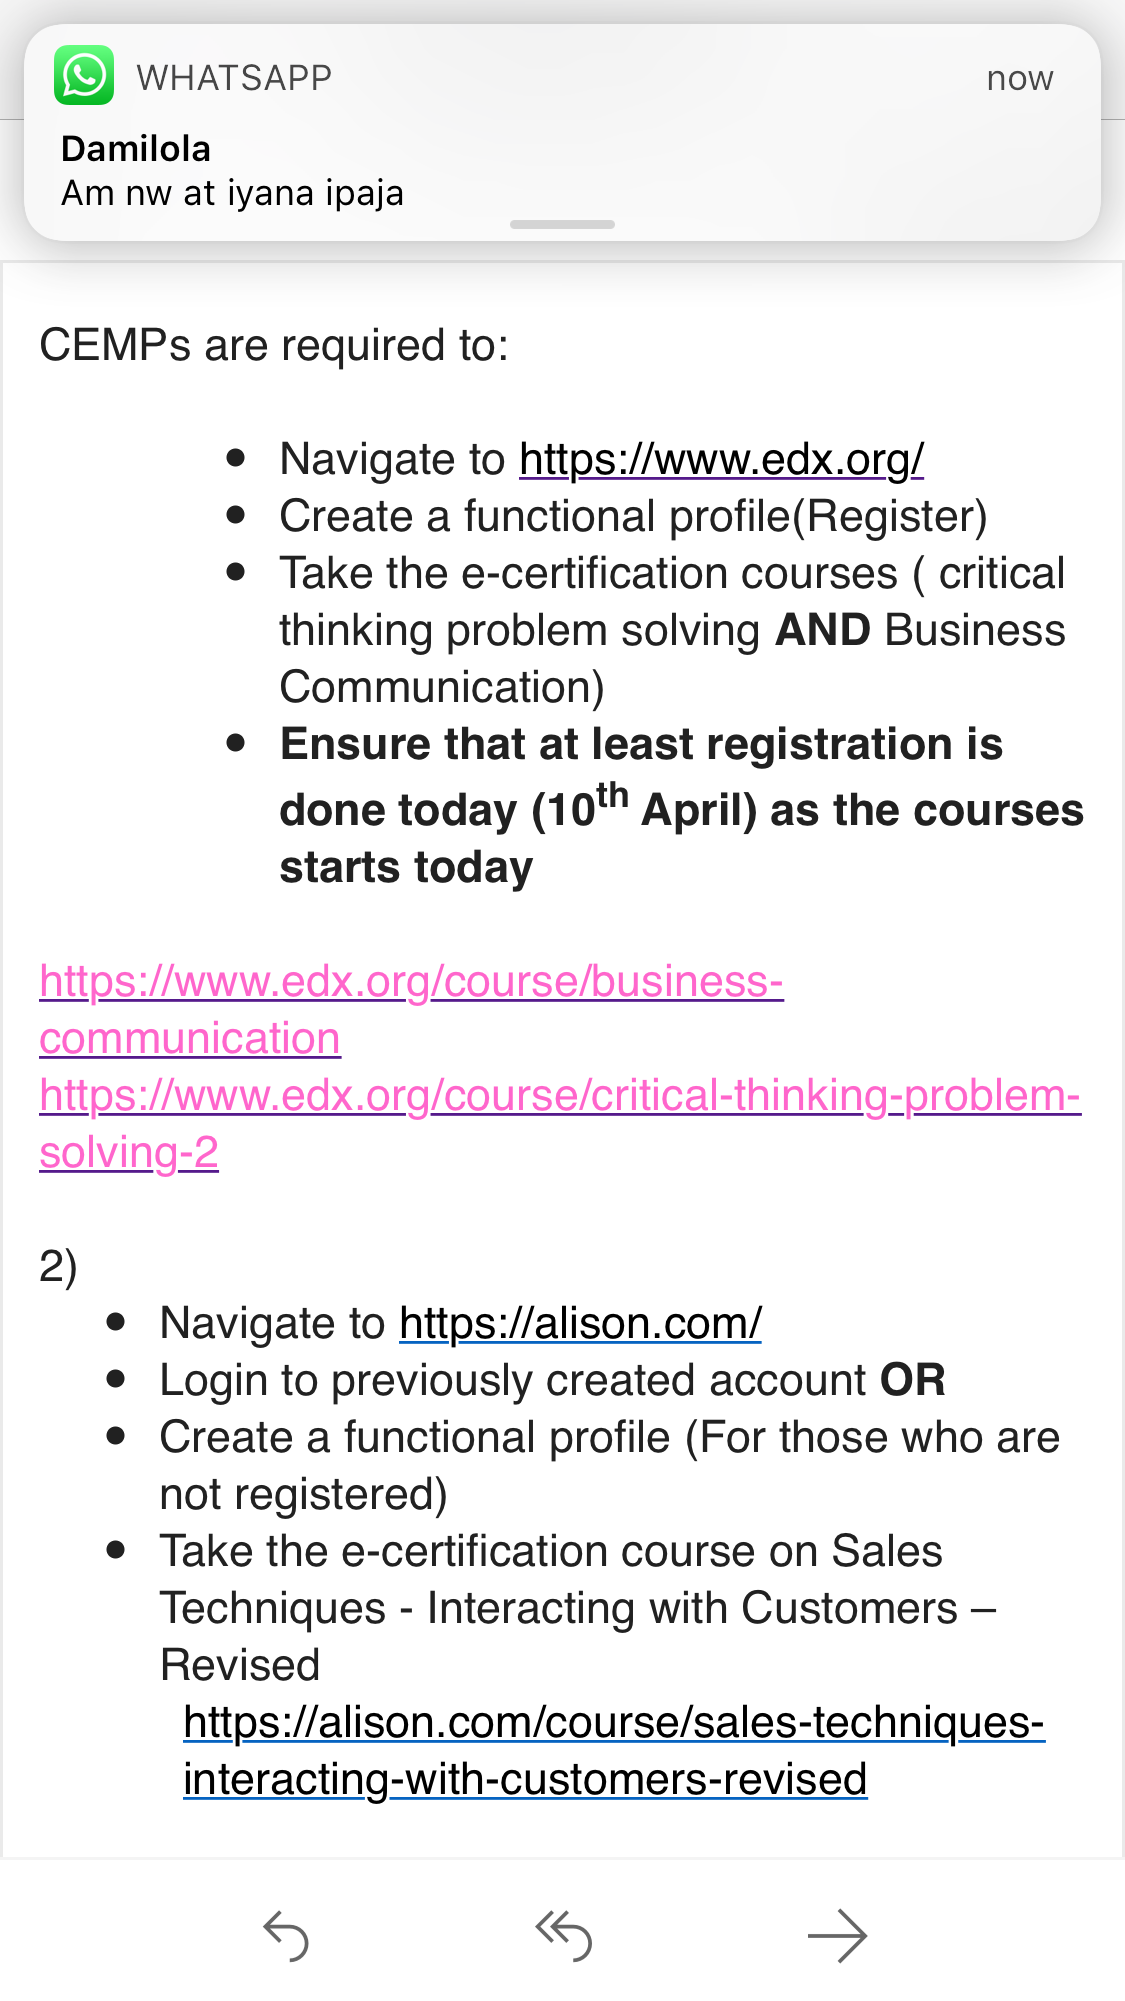 WHATSAPP now
Damilola
Am nw at iyana ipaja
CEMPs are required to:
• Navigate to https://www.edx.org/
• Create a functional profile(Register)
• Take the e-certification courses ( critical
thinking problem solving AND Business
Communication)
• Ensure that at least registration is
done today (10th April) as the courses
starts today
https://www.edx.org/course/business-
communication
https://www.edx.org/course/critical-thinking-problem-
solving-2
2)
• Navigate to https://alison.com/
• Login to previously created account OR
• Create a functional profile (For those who are
not registered)
• Take the e-certification course on Sales
Techniques - Interacting with Customers –
Revised
https://alison.com/course/sales-techniques-
interacting-with-customers-revised